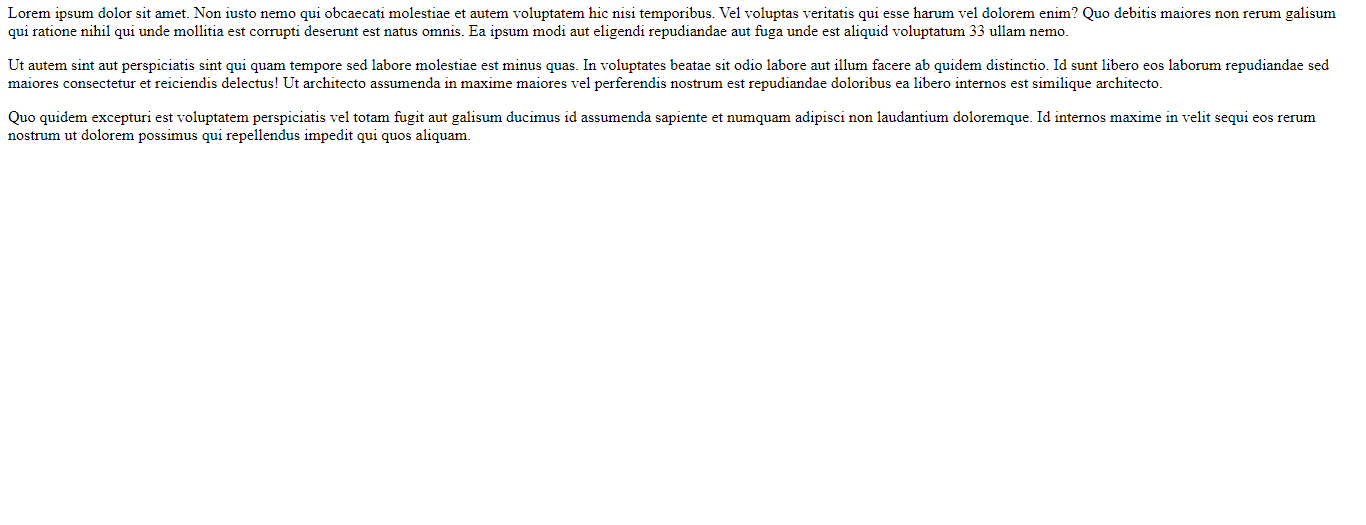 Lorem ipsum dolor sit amet. Non iusto nemo qui obcaecati molestiae et autem voluptatem hic nisi temporibus. Vel voluptas veritatis qui esse harum vel dolorem enim? Quo debitis maiores non rerum galisum
qui ratione nihil qui unde mollitia est corrupti deserunt est natus omnis. Ea ipsum modi aut eligendi repudiandae aut fuga unde est aliquid voluptatum 33 ullam nemo.
Ut autem sint aut perspiciatis sint qui quam tempore sed labore molestiae est minus quas. In voluptates beatae sit odio labore aut illum facere ab quidem distinctio. Id sunt libero eos laborum repudiandae sed
maiores consectetur et reiciendis delectus! Ut architecto assumenda in maxime maiores vel perferendis nostrum est repudiandae doloribus ea libero internos est similique architecto.
Quo quidem excepturi est voluptatem perspiciatis vel totam fugit aut galisum ducimus id assumenda sapiente et numquam adipisci non laudantium doloremque. Id internos maxime in velit sequi eos rerum
nostrum ut dolorem possimus qui repellendus impedit qui quos aliquam.